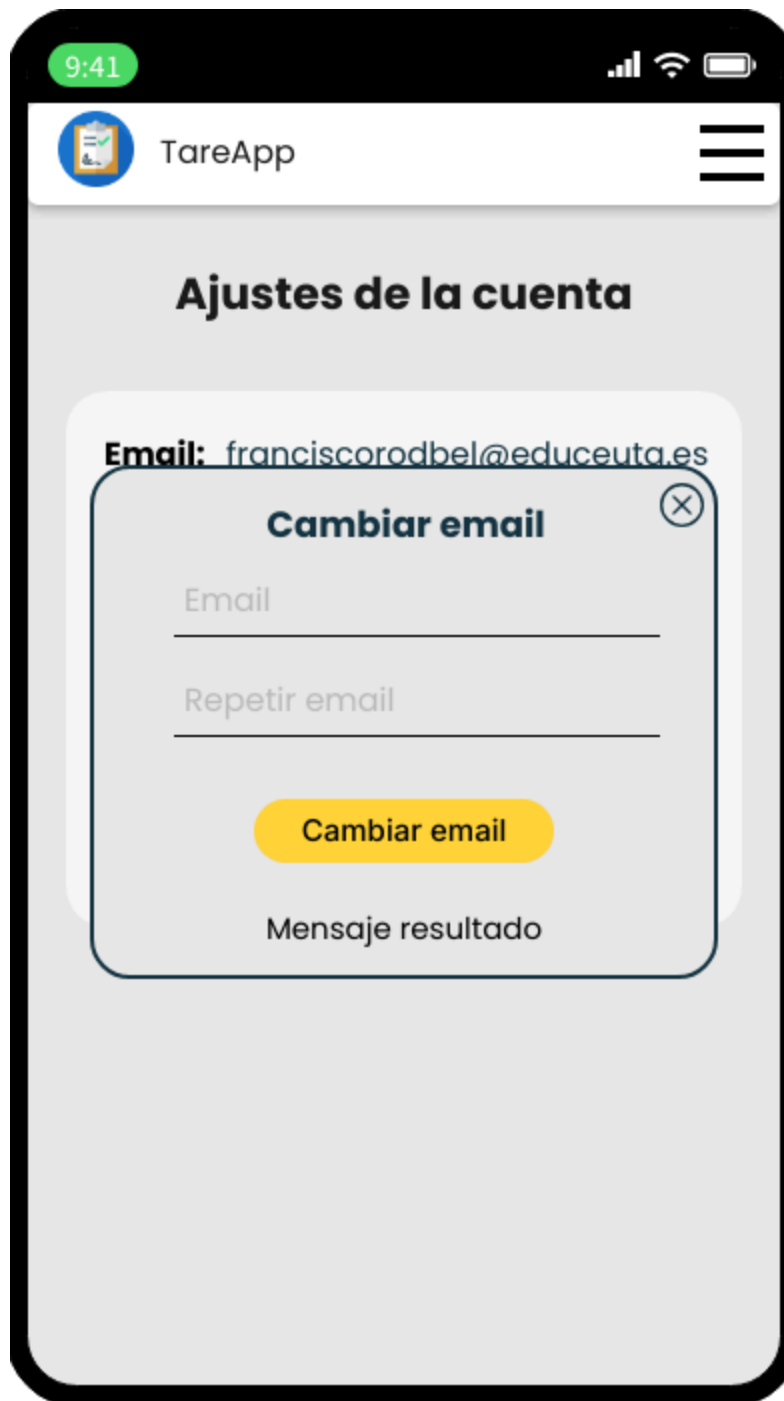 9:41
TareApp
Ajustes de la cuenta
Email: franciscorodbel@educeuta.es
Cambiar email
Email
Repetir email
Cambiar email
Mensaje resultado